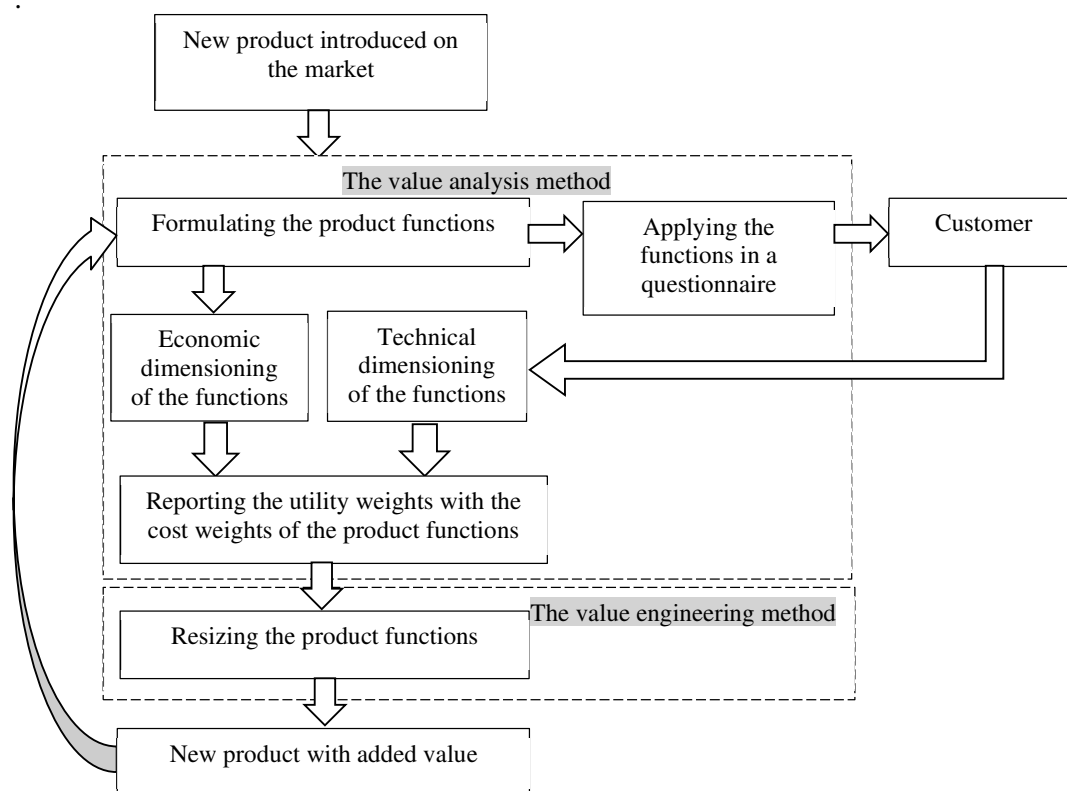 .
New product introduced on
the market
The value analysis method
Formulating the product functions
Applying the
functions in a
questionnaire
Customer
Economic
dimensioning
of the functions
Technical
dimensioning
of the functions
Reporting the utility weights with the
cost weights of the product functions
The value engineering method
Resizing the product functions
New product with added value